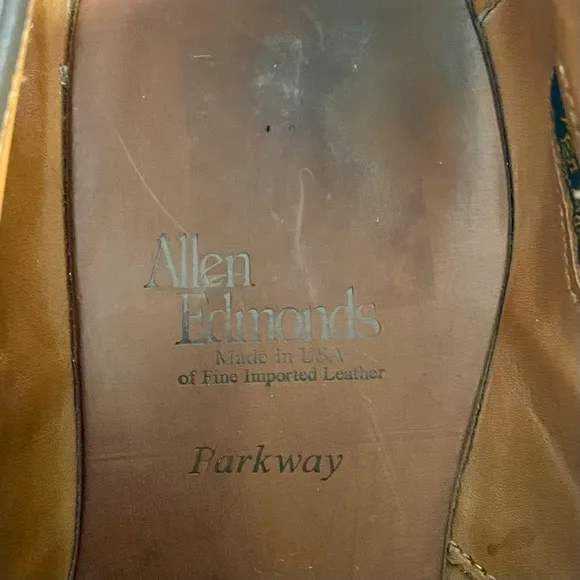 Allen
Edmonds
Made in USA
of Fine Imported Leather
Parkway